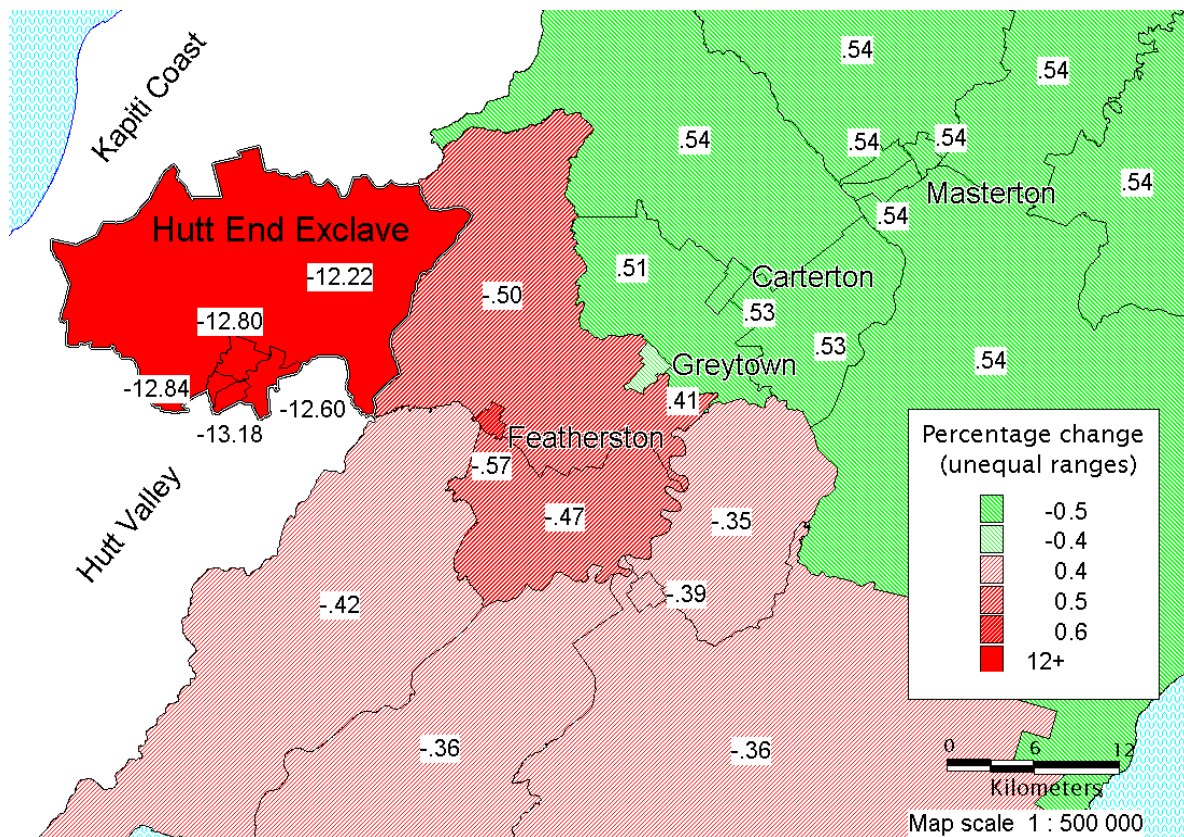 Kapiti Coast
.54
.54
.54
.54
.54
.54
Masterton
.54
Hutt End Exclave
-12.22
-.50
.51
Carterton
.53
.53
.54
-12.80
Greytown
.41
-12.84
-12.60
-13.18
Featherston
-.57
-.47
-.35
Hutt Valley
-.42
-.39
-.36
-.36
Percentage change
(unequal ranges)
-0.5
-0.4
0.4
0.5
0.6
12+
0 6 12
Kilometers
Map scale 1 : 500 000